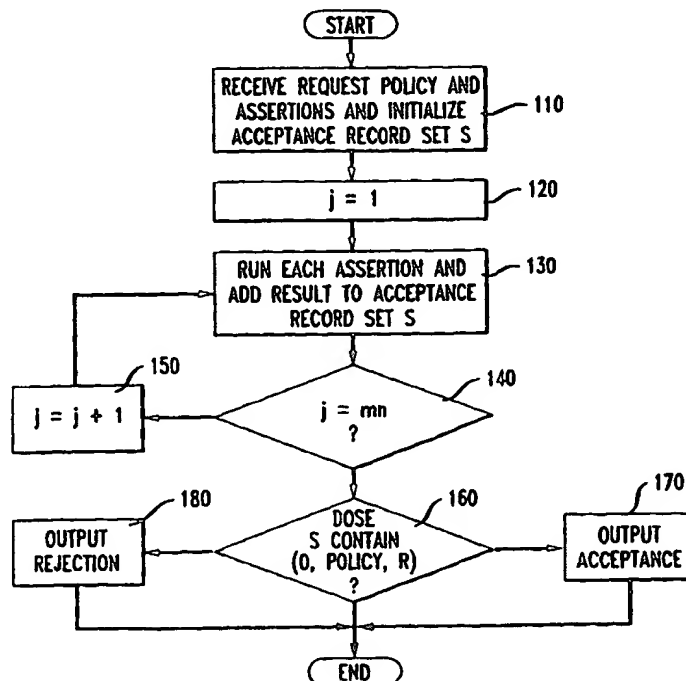 START
RECEIVE REQUEST POLICY AND
ASSERTIONS AND INITIALIZE
ACCEPTANCE RECORD SET S
110
j = 1
120
RUN EACH ASSERTION AND
ADD RESULT TO ACCEPTANCE
RECORD SET S
130
150
j = j + 1
140
j = mn
?
180
OUTPUT
REJECTION
160
DOSE
S CONTAIN
(0, POLICY, R)
?
170
OUTPUT
ACCEPTANCE
END